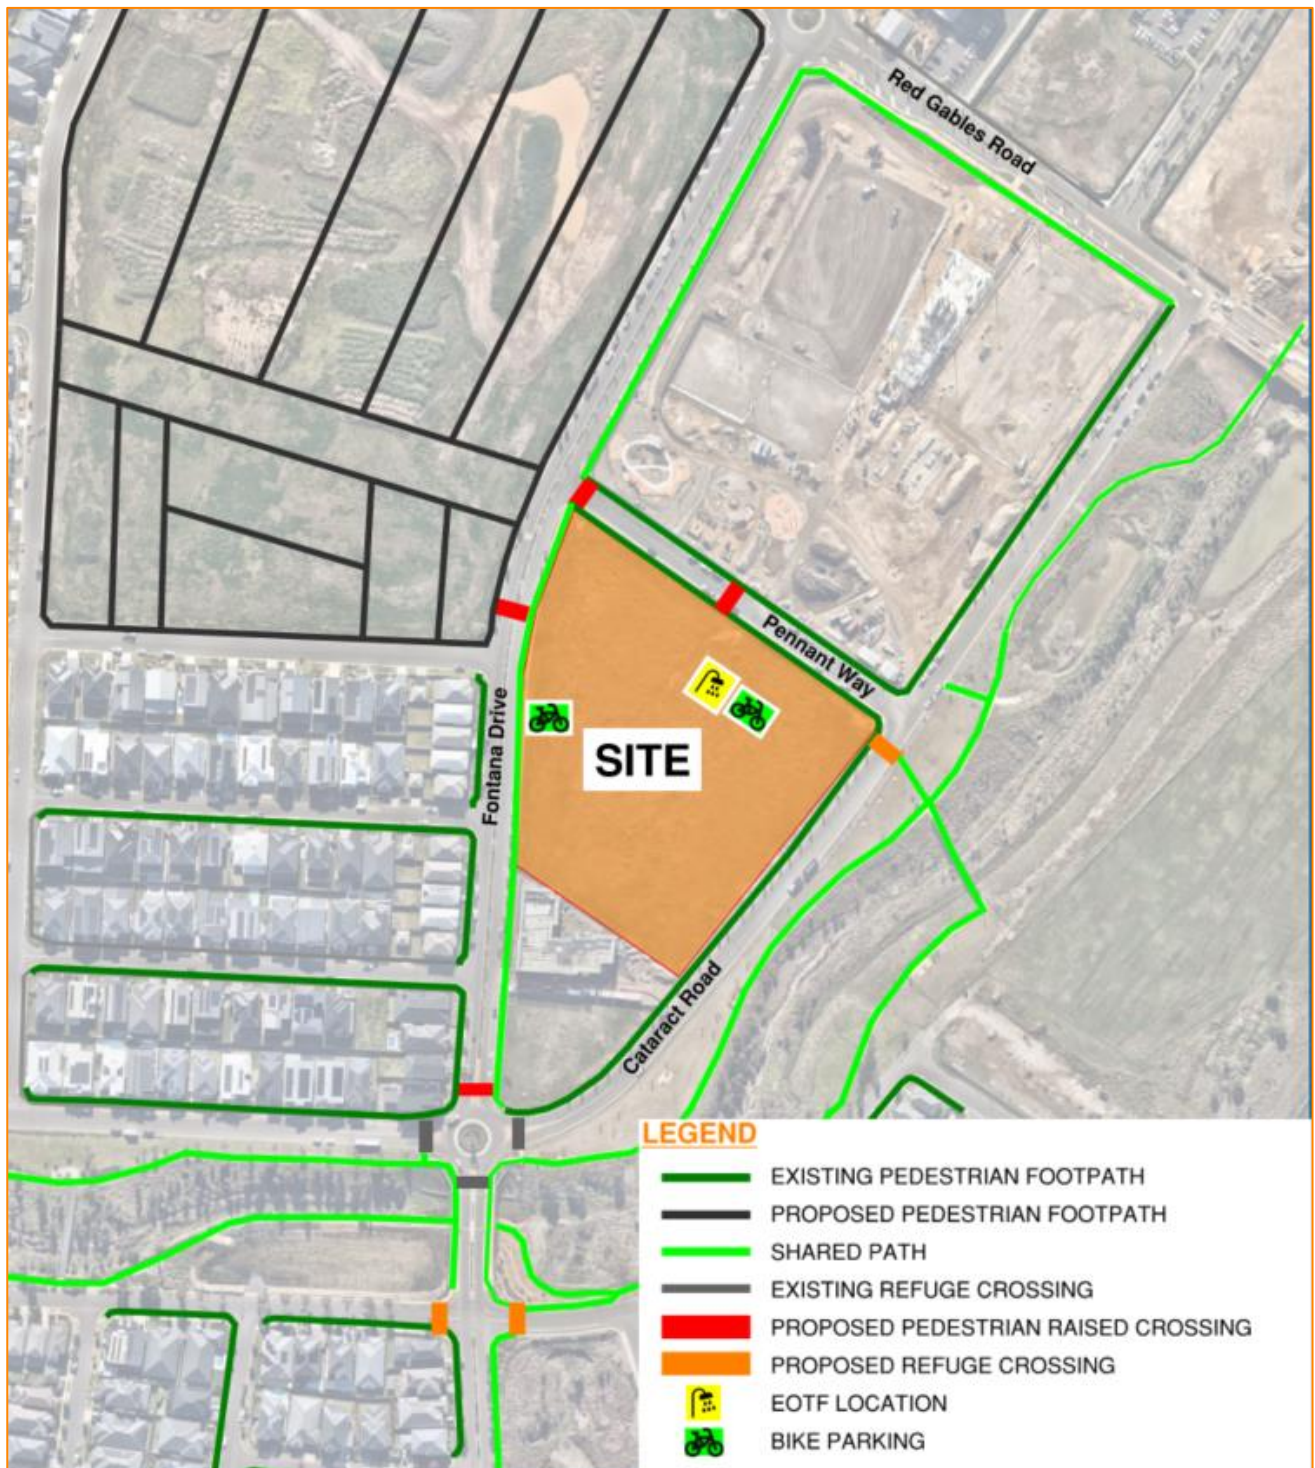 Red Gables Road
Pennant Way
Fontana Drive
SITE
Cataract Road
LEGEND
EXISTING PEDESTRIAN FOOTPATH
PROPOSED PEDESTRIAN FOOTPATH
SHARED PATH
EXISTING REFUGE CROSSING
PROPOSED PEDESTRIAN RAISED CROSSING
PROPOSED REFUGE CROSSING
EOTF LOCATION
BIKE PARKING